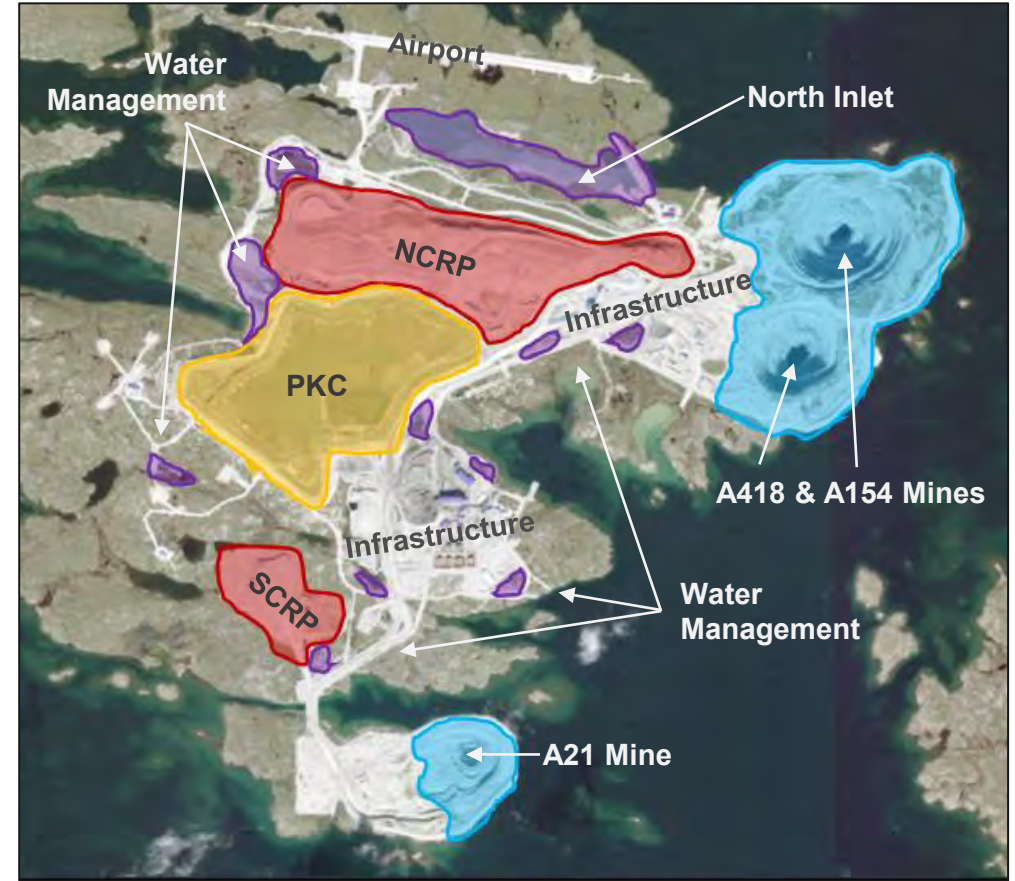 Airport
Water
Management
North Inlet
NCRP
Infrastructure
PKC
A418 & A154 Mines
Infrastructure
SCRP
Water
Management
A21 Mine